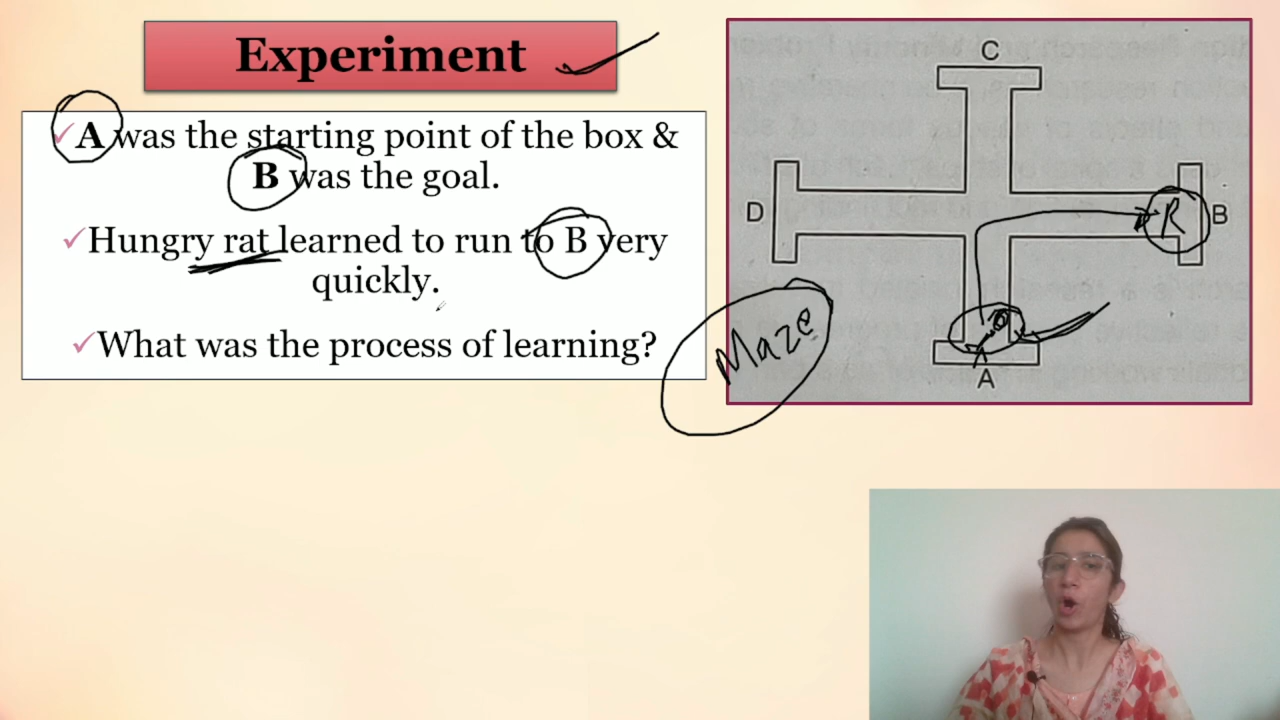 Experiment
A was the starting point of the box &
B was the goal.
Hungry rat learned to run to B very
quickly.
What was the process of learning?
Maze
C
D
B
R
A